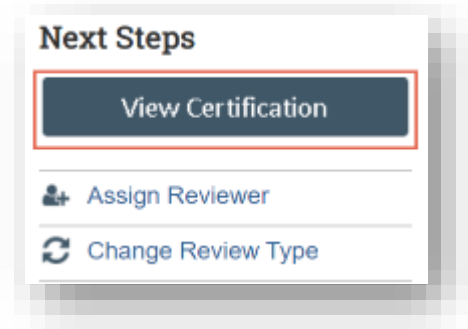 Next Steps
View Certification
Assign Reviewer
Change Review Type